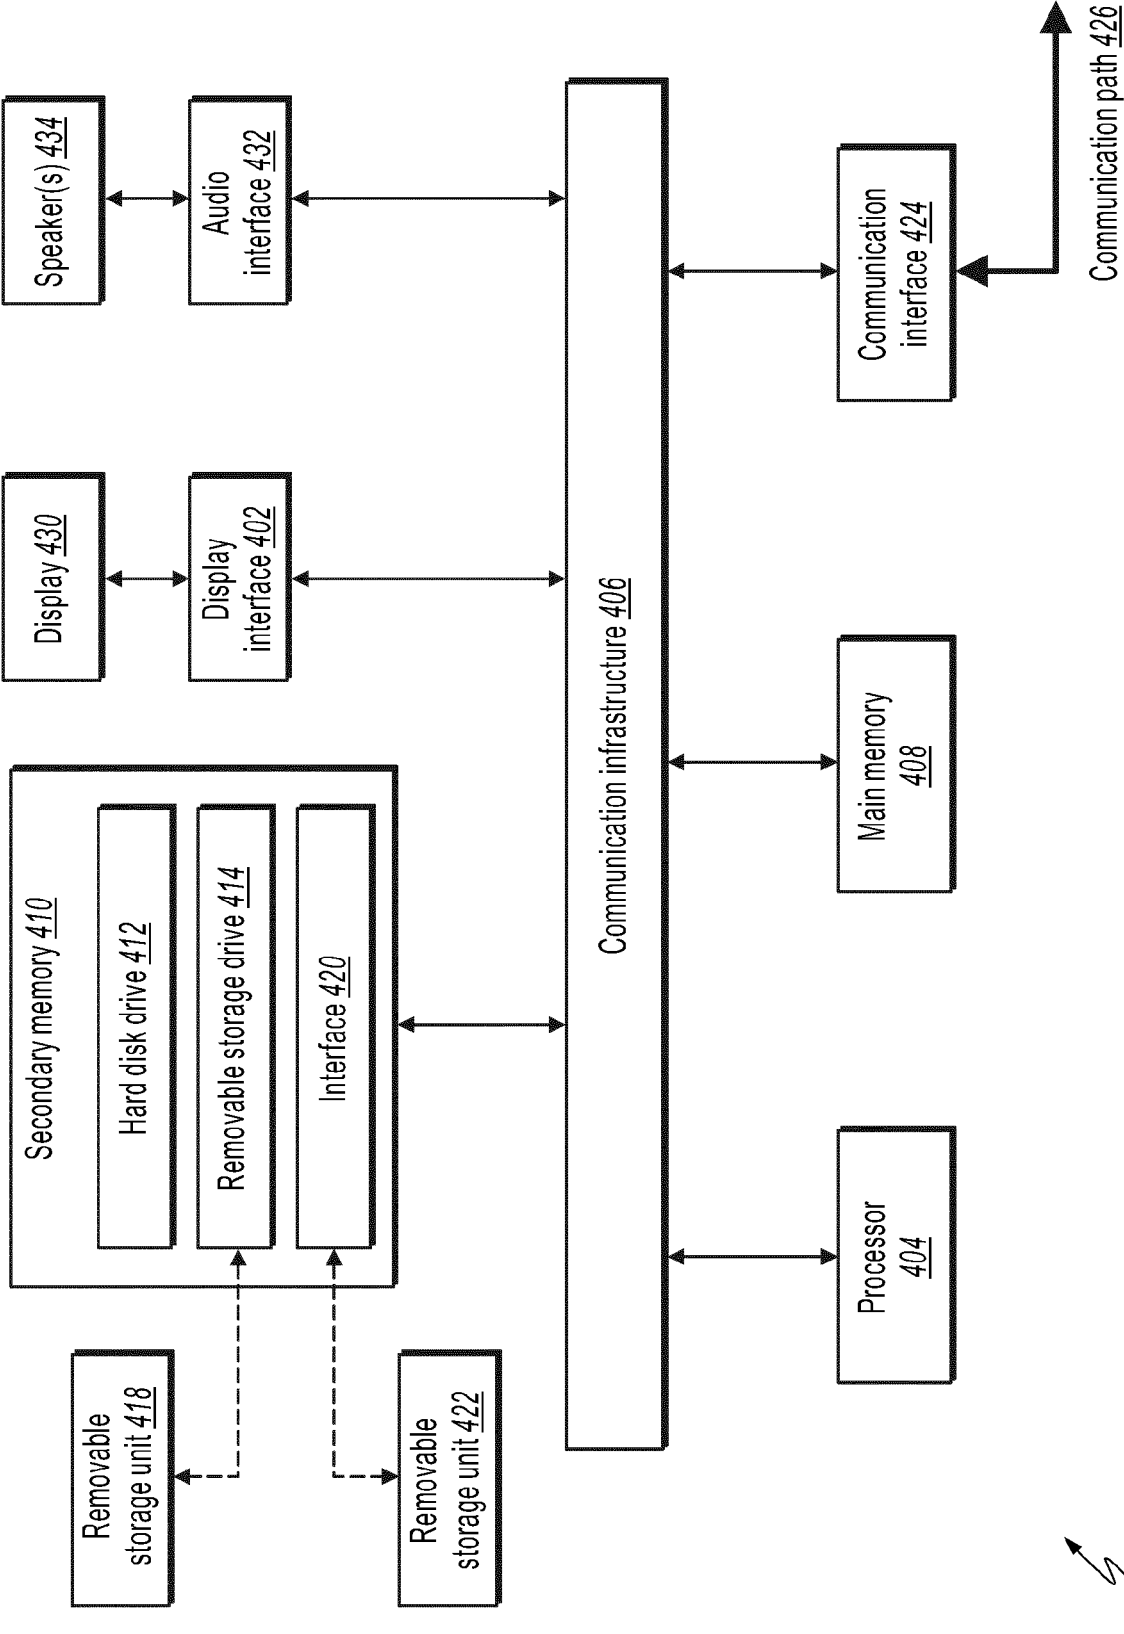 Removable
storage unit 418
Removable
storage unit 422
Secondary memory 410
Hard disk drive 412
Removable storage drive 414
Interface 420
Display 430
Display
interface 402
Speaker(s) 434
Audio
interface 432
Communication infrastructure 406
Processor
404
Main memory
408
Communication
interface 424
Communication path 426